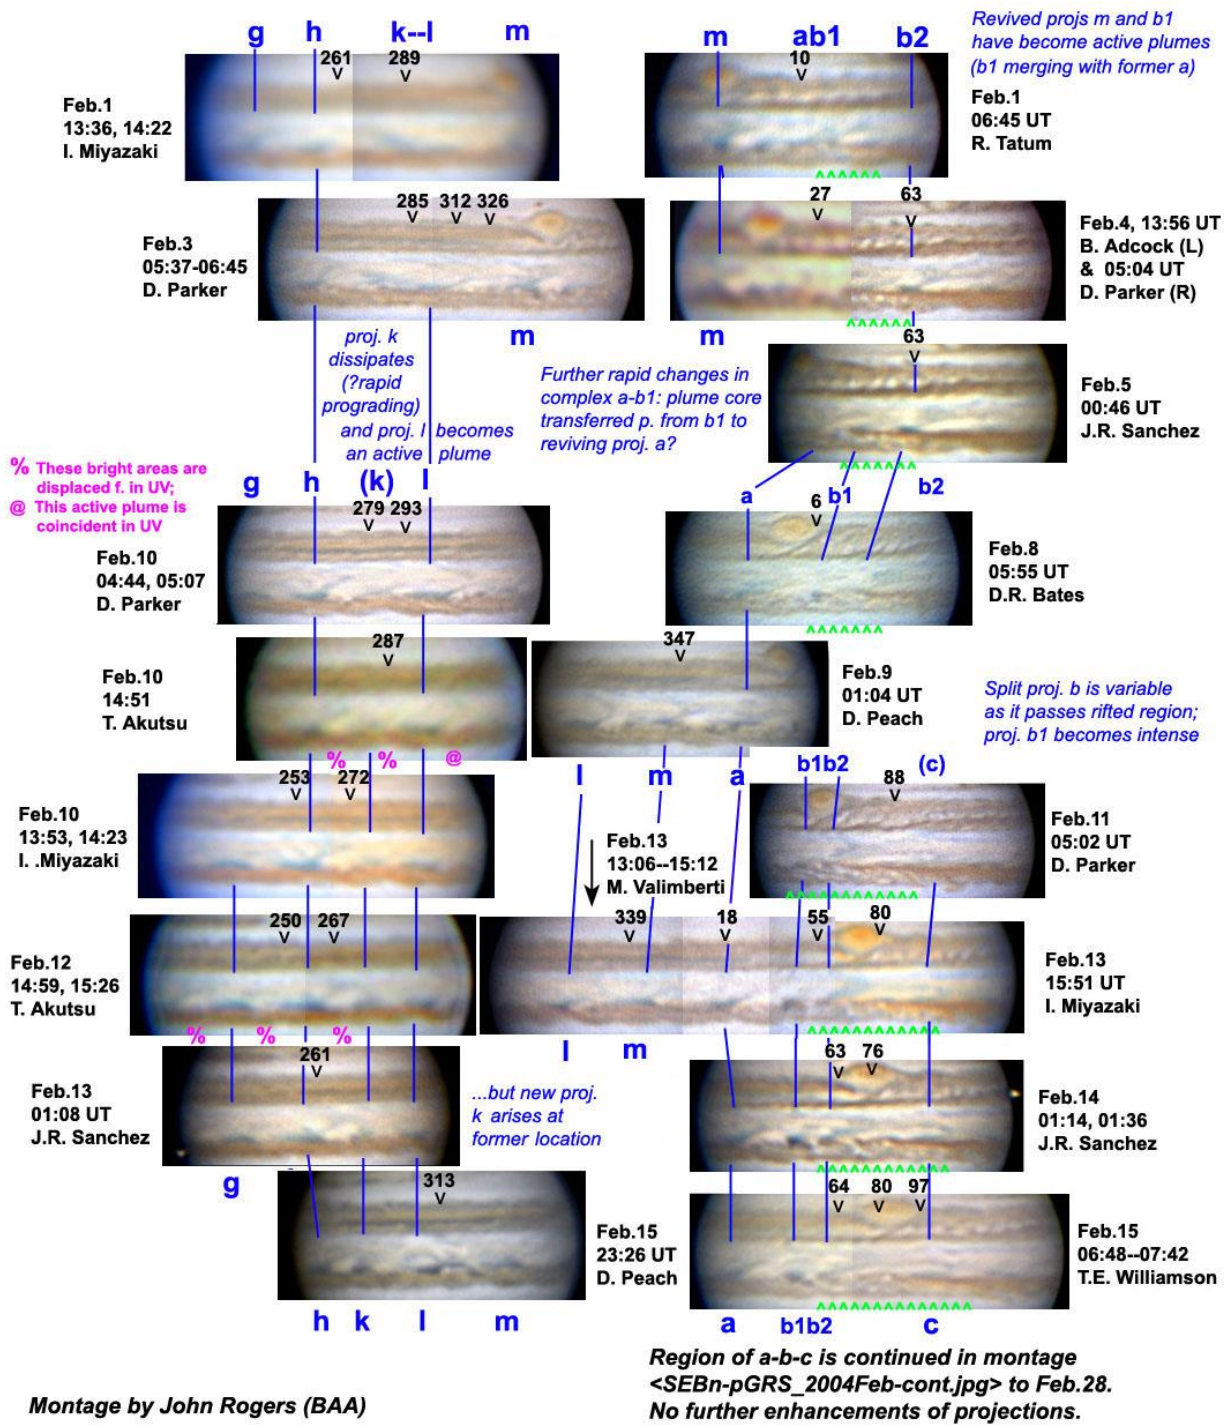 g h k--l m
261 289
V V
Feb.1
13:36, 14:22
I. Miyazaki
m ab1 b2
10
V
Revived projs m and b1
have become active plumes
(b1 merging with former a)
Feb.1
06:45 UT
R. Tatum
^^^^^^
285 312 326
V V V
Feb.3
05:37-06:45
D. Parker
27 63
V V
Feb.4, 13:56 UT
B. Adcock (L)
& 05:04 UT
D. Parker (R)
^^^^^^
m
m
proj. k
dissipates
(?rapid
prograding)
and proj. l becomes
an active plume
Further rapid changes in
complex a-b1: plume core
transferred p. from b1 to
reviving proj. a?
63
V
Feb.5
00:46 UT
J.R. Sanchez
^^^^^^^
% These bright areas are
displaced f. in UV;
@ This active plume is
coincident in UV
g h (k) l
279 293
V V
Feb.10
04:44, 05:07
D. Parker
a b1 b2
6
V
Feb.8
05:55 UT
D.R. Bates
^^^^^^^
287
V
Feb.10
14:51
T. Akutsu
% % @
347
V
Feb.9
01:04 UT
D. Peach
l m a
Split proj. b is variable
as it passes rifted region;
proj. b1 becomes intense
253 272
V V
Feb.10
13:53, 14:23
I. .Miyazaki
b1b2 (c)
88
V
Feb.11
05:02 UT
D. Parker
^^^^^^^^^^^^
Feb.13
13:06--15:12
M. Valimberti
250 267
V V
Feb.12
14:59, 15:26
T. Akutsu
% % %
339 18 55 80
V V V V
Feb.13
15:51 UT
I. Miyazaki
^^^^^^^^^^^^
l m
261
V
Feb.13
01:08 UT
J.R. Sanchez
g
...but new proj.
k arises at
former location
63 76
V V
Feb.14
01:14, 01:36
J.R. Sanchez
^^^^^^^^^^^^
313
V
Feb.15
23:26 UT
D. Peach
h k l m
64 80 97
V V V
Feb.15
06:48--07:42
T.E. Williamson
^^^^^^^^^^^^^^
a b1b2 c
Region of a-b-c is continued in montage
<SEBn-pGRS_2004Feb-cont.jpg> to Feb.28.
No further enhancements of projections.
Montage by John Rogers (BAA)